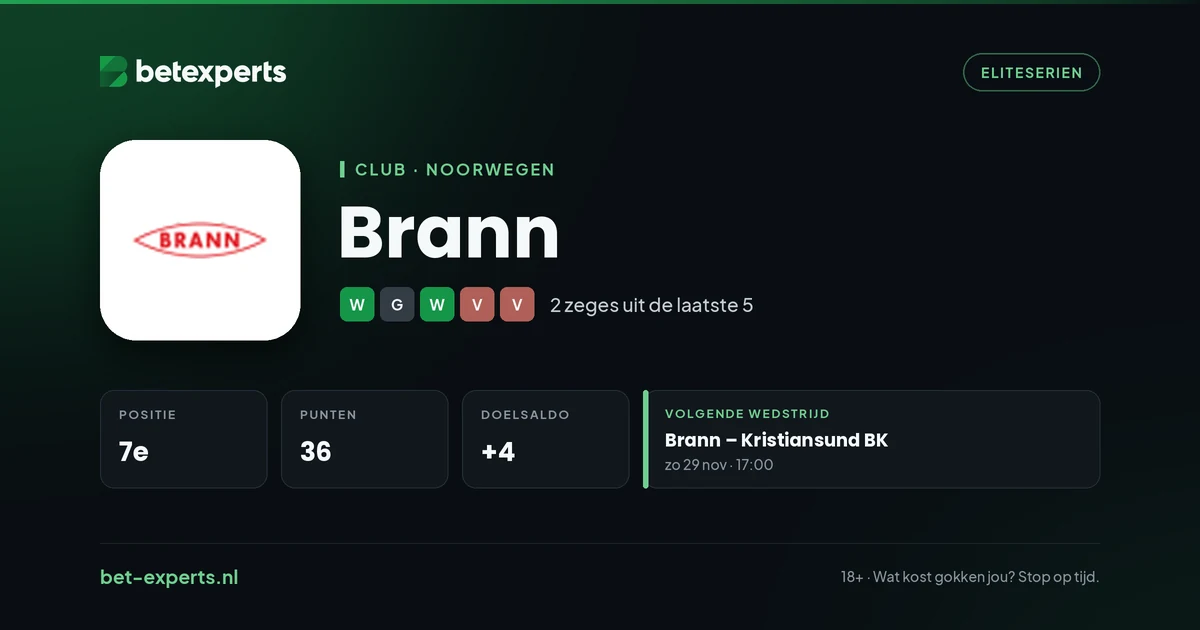 betexperts
ELITESERIEN
BRANN
CLUB · NOORWEGEN
Brann
W G W V V 2 zeges uit de laatste 5
POSITIE
7e
PUNTEN
36
DOELSALDO
+4
VOLGENDE WEDSTRIJD
Brann – Kristiansund BK
zo 29 nov · 17:00
bet-experts.nl
18+ · Wat kost gokken jou? Stop op tijd.